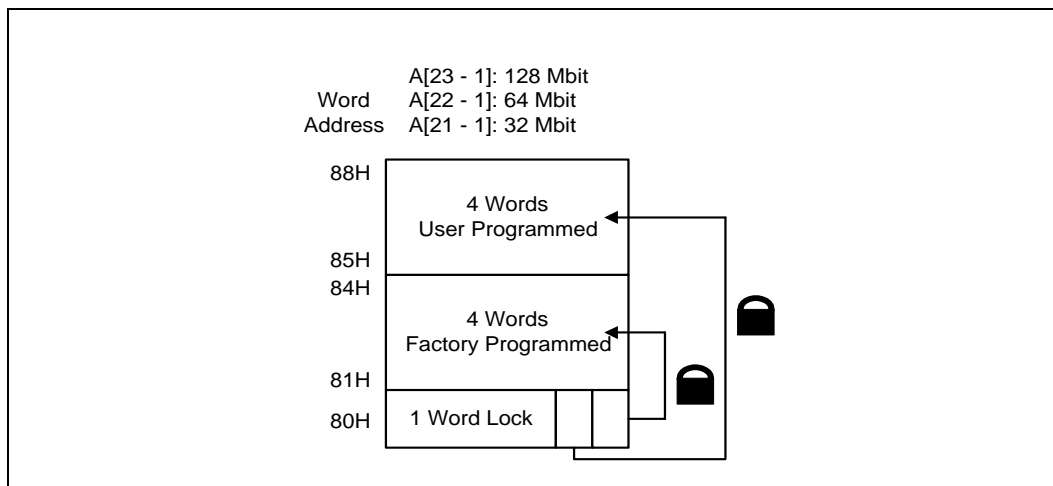 A[23 - 1]: 128 Mbit
Word A[22 - 1]: 64 Mbit
Address A[21 - 1]: 32 Mbit
88H
4 Words
User Programmed
85H
84H
4 Words
Factory Programmed
81H
80H 1 Word Lock